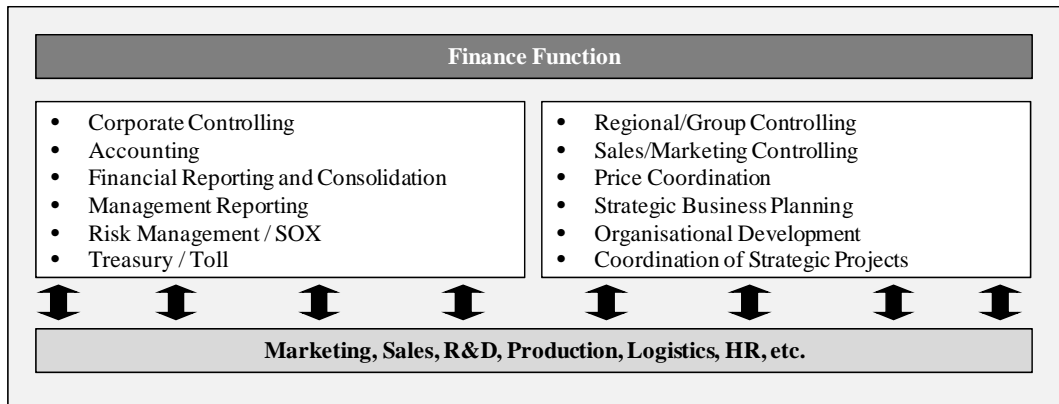 Finance Function
• Corporate Controlling
• Accounting
• Financial Reporting and Consolidation
• Management Reporting
• Risk Management / SOX
• Treasury / Toll
• Regional/Group Controlling
• Sales/Marketing Controlling
• Price Coordination
• Strategic Business Planning
• Organisational Development
• Coordination of Strategic Projects
Marketing, Sales, R&D, Production, Logistics, HR, etc.